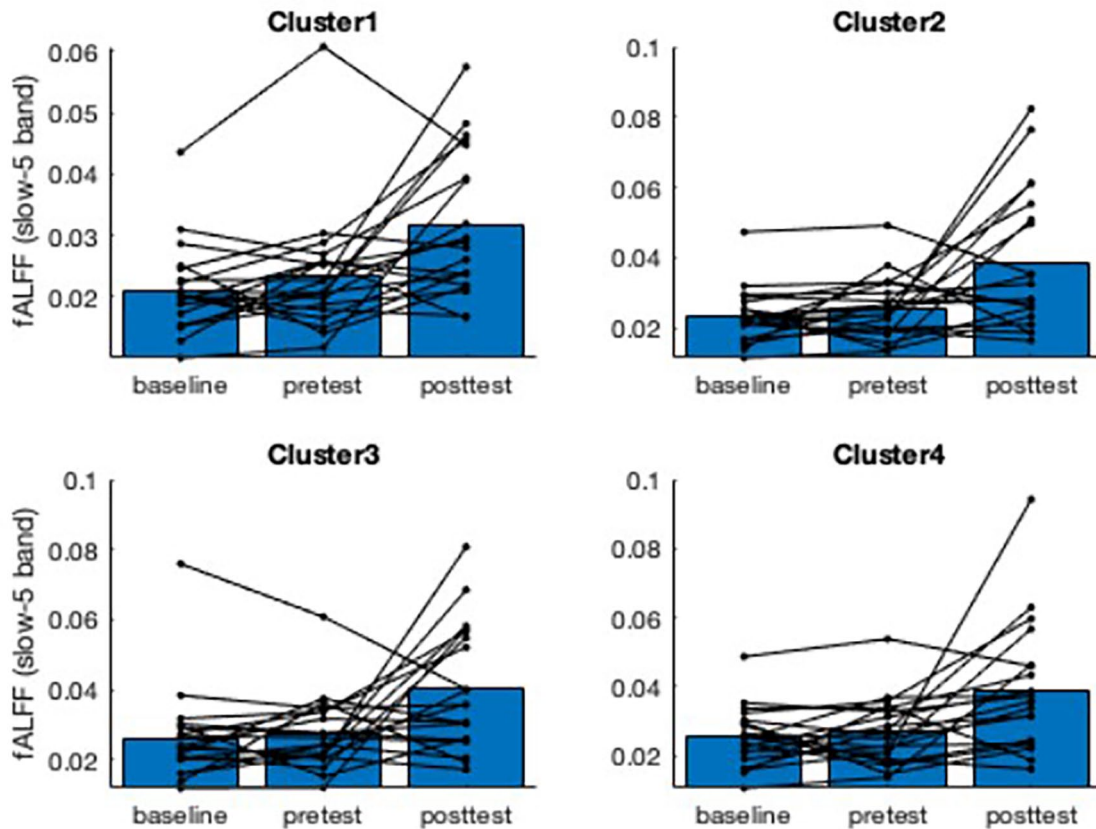 Cluster1
fALFF (slow-5 band)
0.06
0.05
0.04
0.03
0.02
baseline pretest posttest
Cluster2
0.1
0.08
0.06
0.04
0.02
baseline pretest posttest
Cluster3
fALFF (slow-5 band)
0.1
0.08
0.06
0.04
0.02
baseline pretest posttest
Cluster4
0.1
0.08
0.06
0.04
0.02
baseline pretest posttest